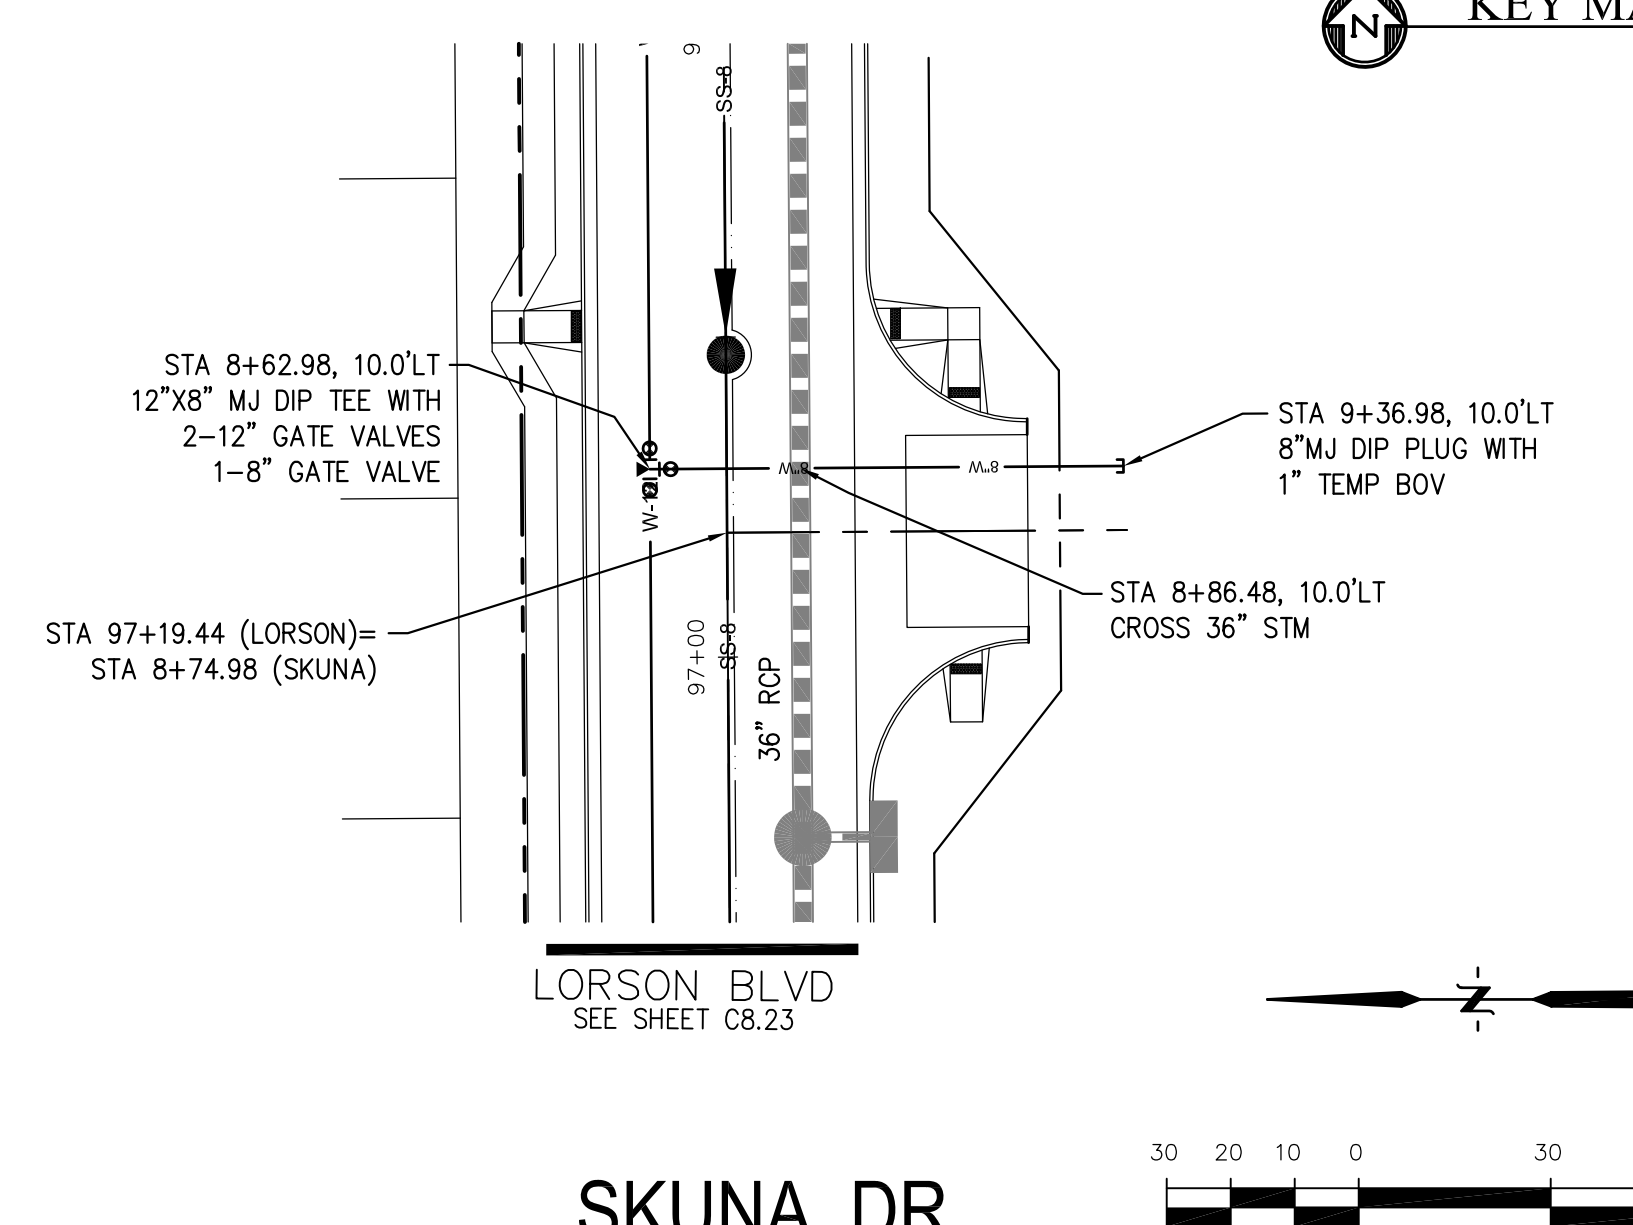 KEY MA
N
9
SS-8
STA 8+62.98, 10.0'LT
12"X8" MJ DIP TEE WITH
2-12" GATE VALVES
1-8" GATE VALVE
STA 9+36.98, 10.0'LT
8"MJ DIP PLUG WITH
1" TEMP BOV
8"W
8"W
W-12
STA 8+86.48, 10.0'LT
CROSS 36" STM
STA 97+19.44 (LORSON)=
STA 8+74.98 (SKUNA)
97+00
SS-8
36" RCP
LORSON BLVD
SEE SHEET C8.23
N
30 20 10 0 30
SKUNA DR